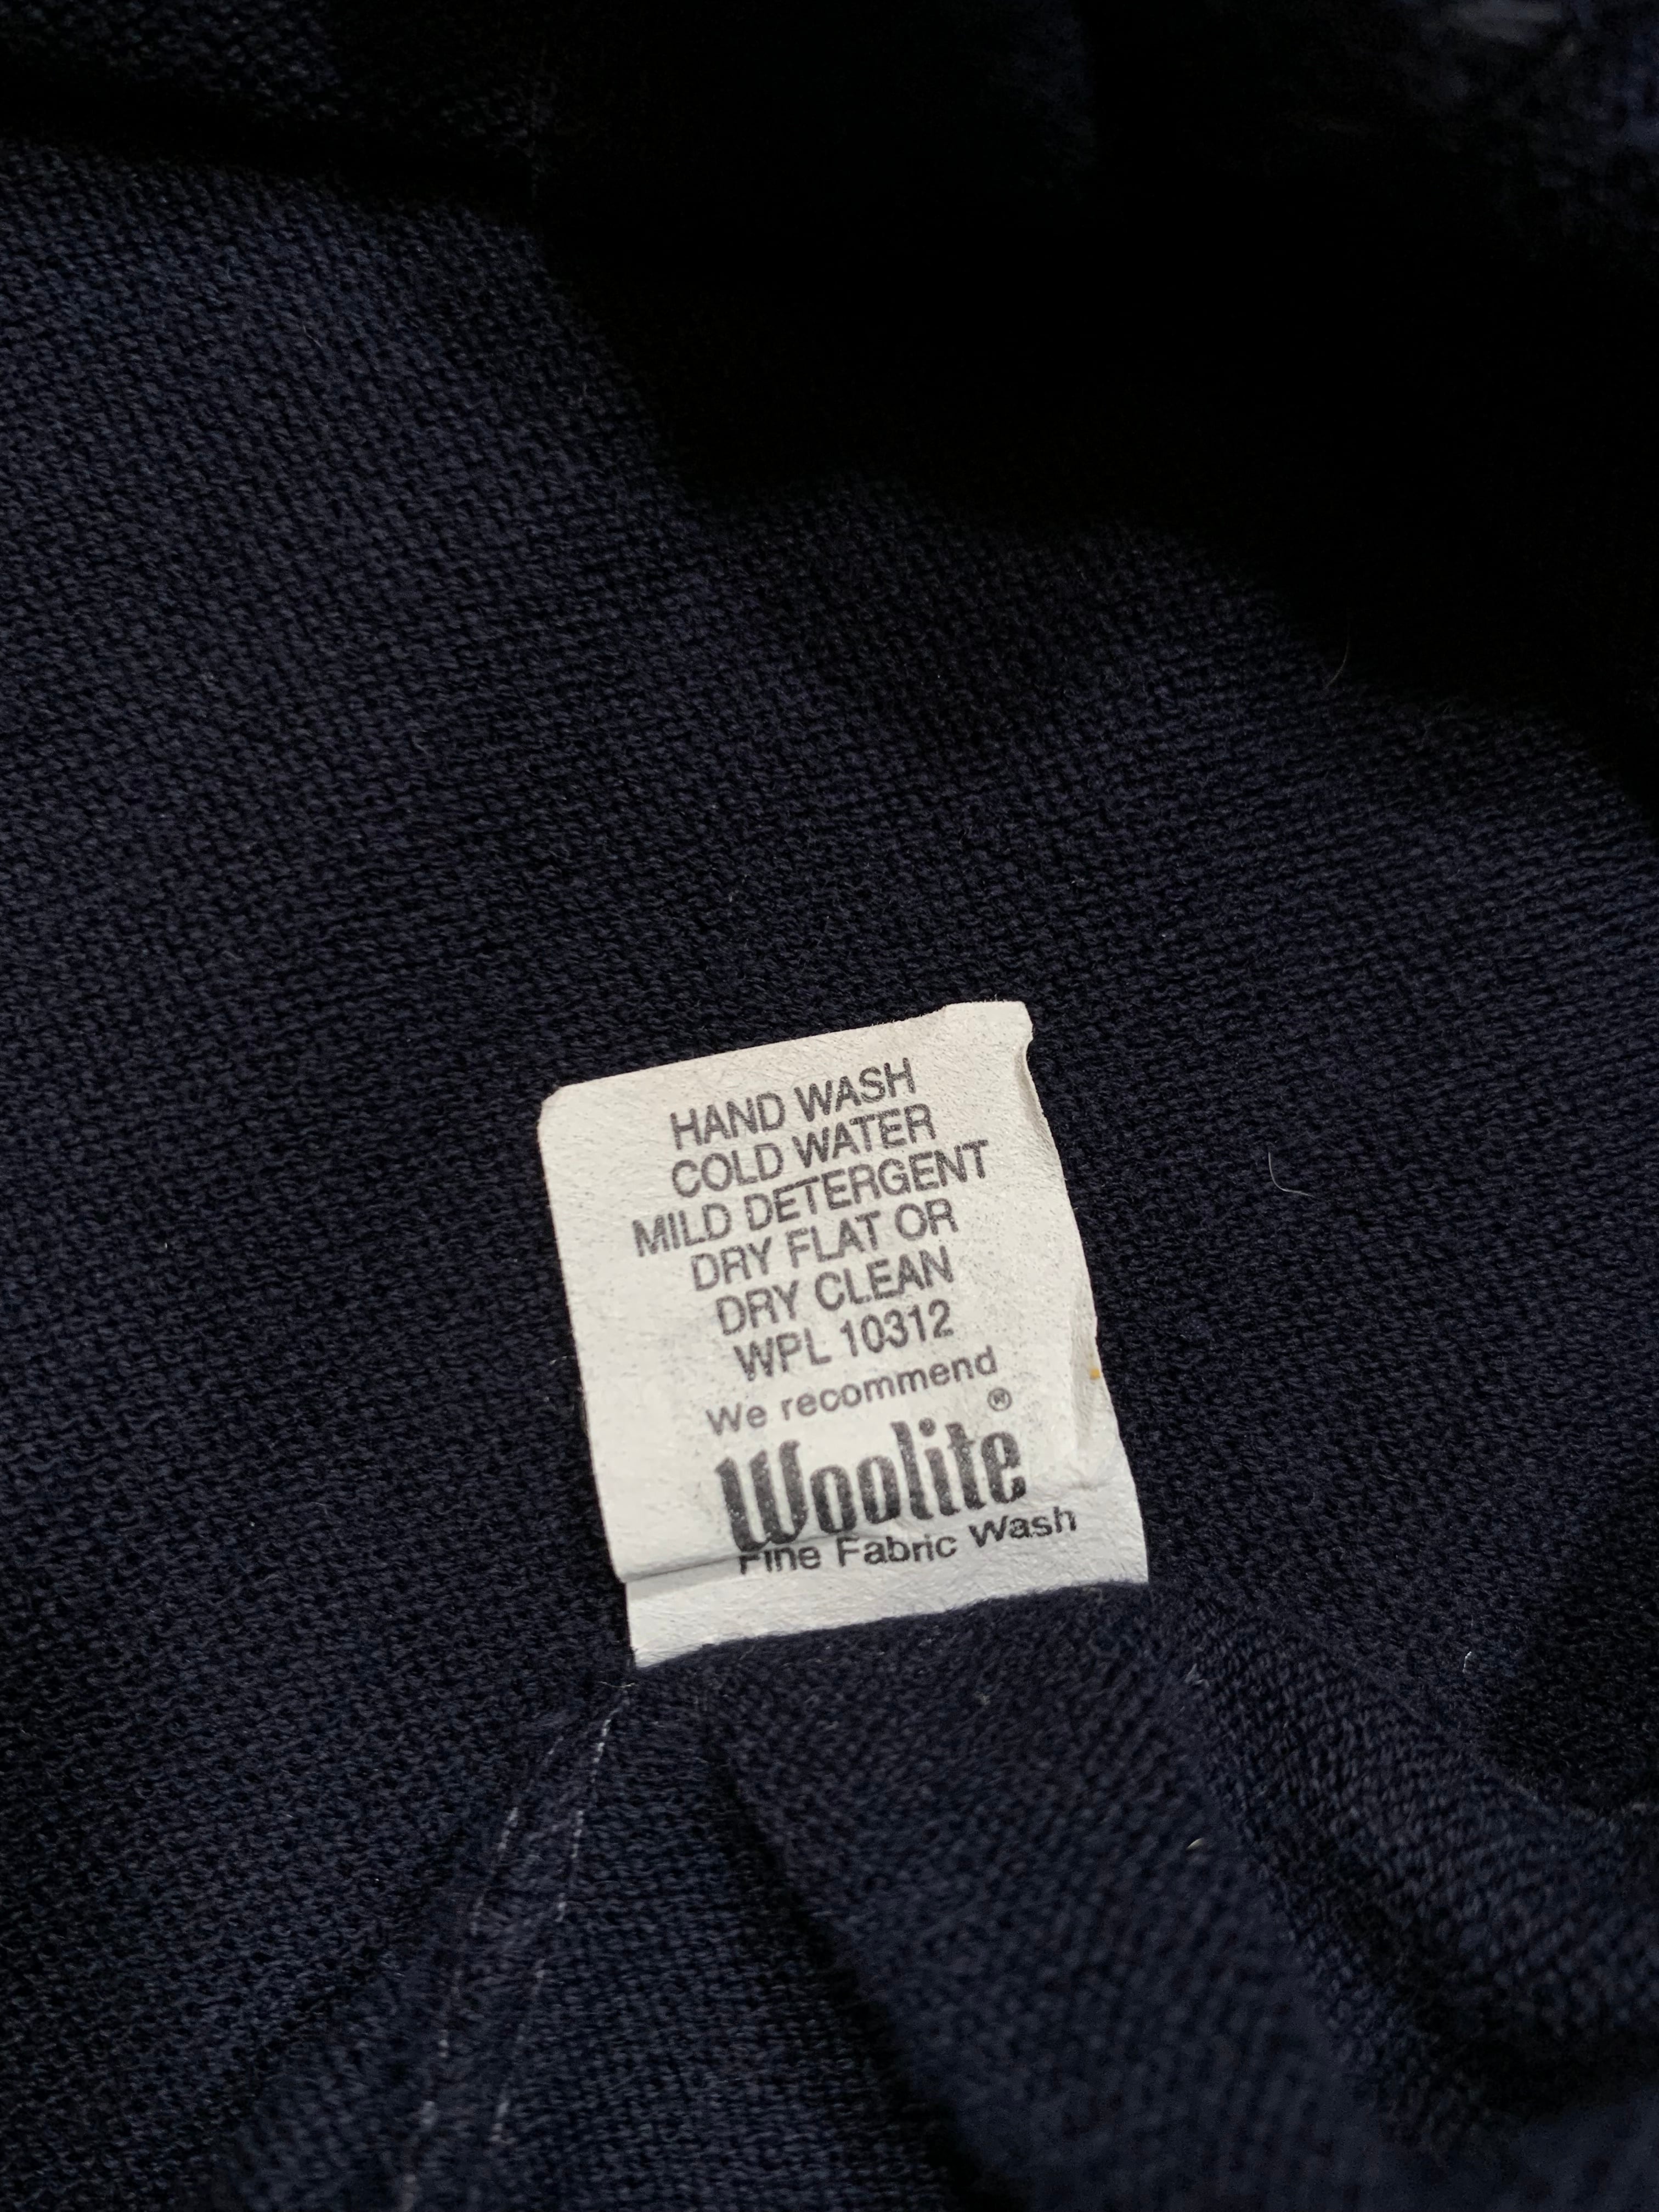 HAND WASH
COLD WATER
MILD DETERGENT
DRY FLAT OR
DRY CLEAN
WPL 10312
We recommend
Woolite®
Fine Fabric Wash